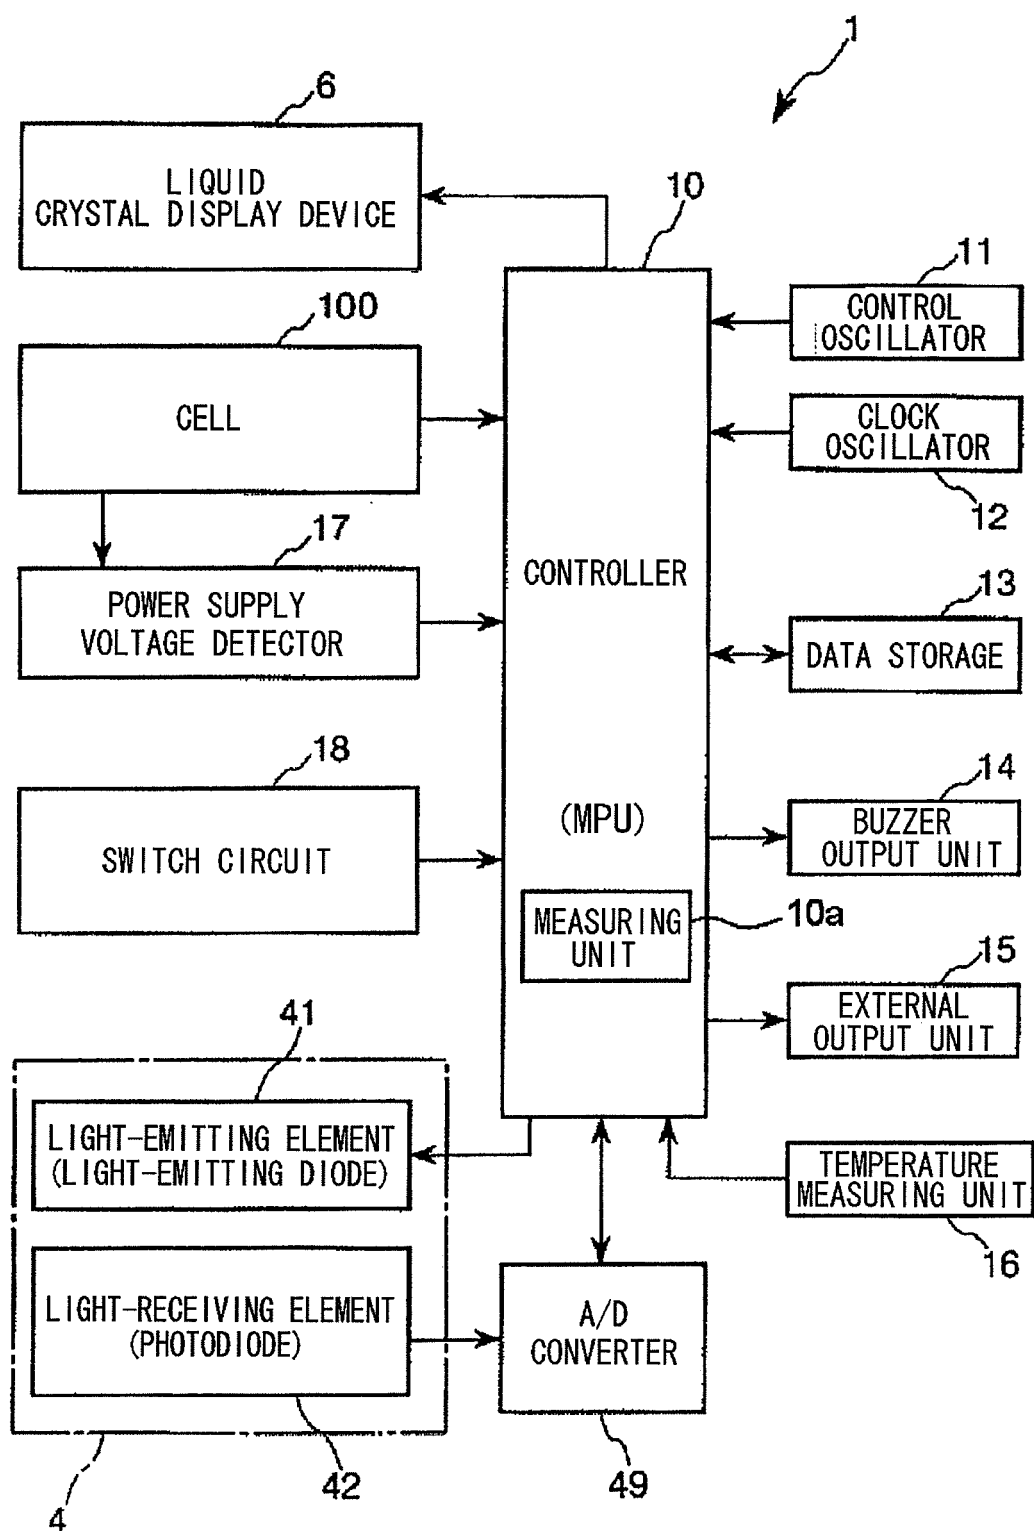 1
6
LIQUID
CRYSTAL DISPLAY DEVICE
10
11
CONTROL
OSCILLATOR
100
CELL
CLOCK
OSCILLATOR
12
17
POWER SUPPLY
VOLTAGE DETECTOR
CONTROLLER
13
DATA STORAGE
18
SWITCH CIRCUIT
(MPU)
14
BUZZER
OUTPUT UNIT
MEASURING
UNIT
10a
15
EXTERNAL
OUTPUT UNIT
41
LIGHT-EMITTING ELEMENT
(LIGHT-EMITTING DIODE)
TEMPERATURE
MEASURING UNIT
16
LIGHT-RECEIVING ELEMENT
(PHOTODIODE)
A/D
CONVERTER
4
42
49